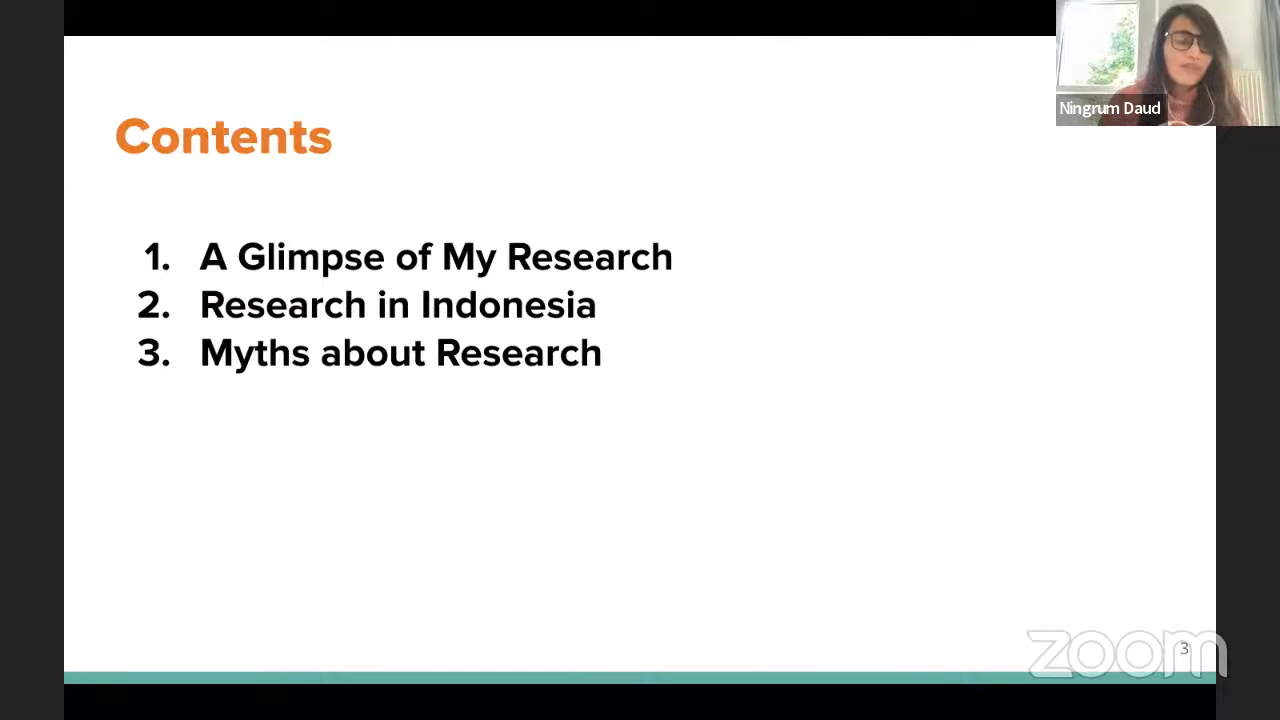 Ningrum Daud
Contents
1. A Glimpse of My Research
2. Research in Indonesia
3. Myths about Research
zoom
3